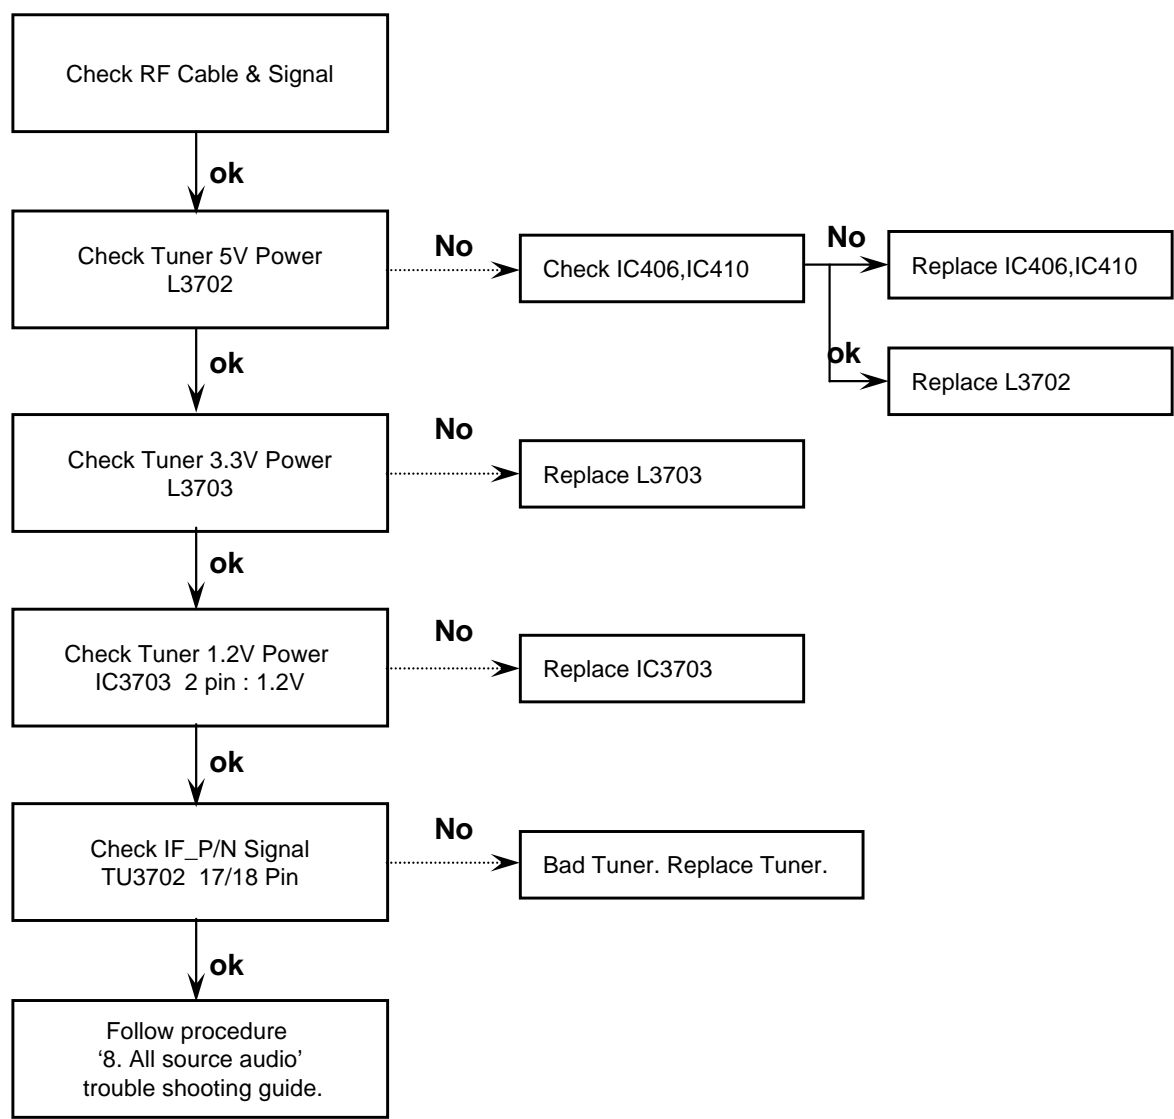 Check RF Cable & Signal
ok
Check Tuner 5V Power
L3702
No
Check IC406,IC410
No
Replace IC406,IC410
ok
Replace L3702
ok
Check Tuner 3.3V Power
L3703
No
Replace L3703
ok
Check Tuner 1.2V Power
IC3703  2 pin : 1.2V
No
Replace IC3703
ok
Check IF_P/N Signal
TU3702  17/18 Pin
No
Bad Tuner. Replace Tuner.
ok
Follow procedure
‘8. All source audio’
trouble shooting guide.